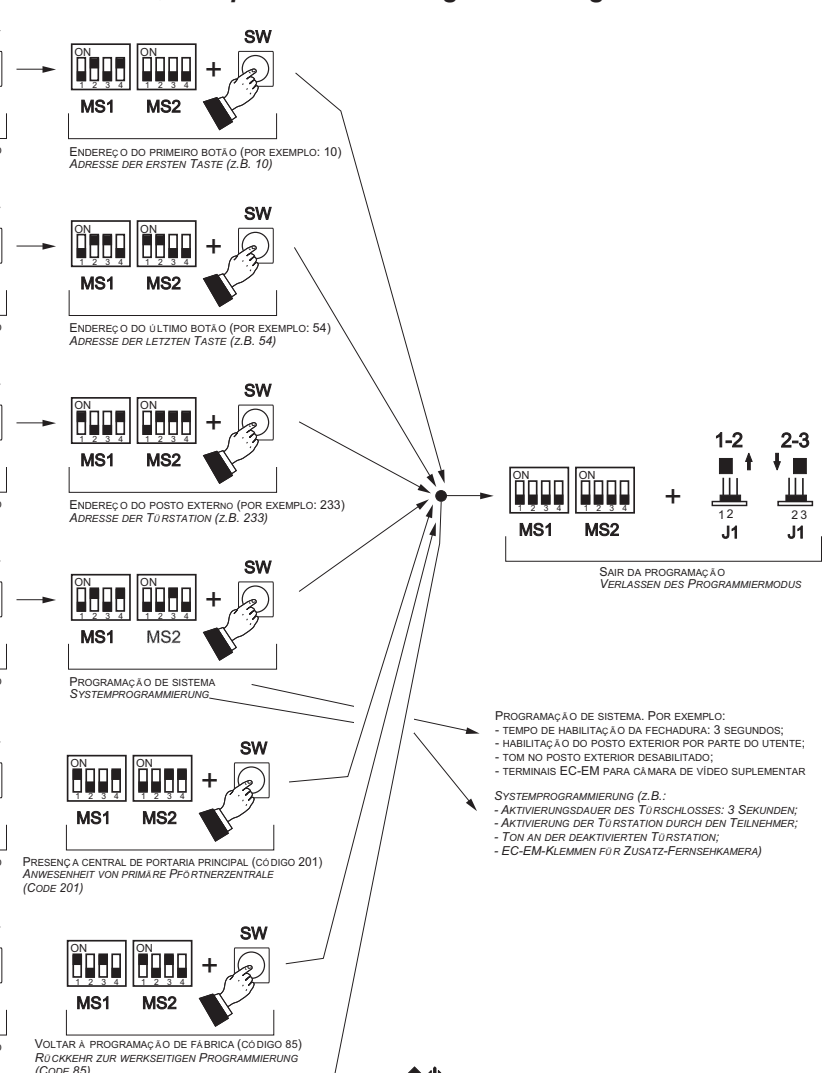 SW
ON ON
1 2 3 4 1 2 3 4 +
MS1 MS2
ENDEREÇO DO PRIMEIRO BOTÃO (POR EXEMPLO: 10)
ADRESSE DER ERSTEN TASTE (Z.B. 10)
SW
ON ON
1 2 3 4 1 2 3 4 +
MS1 MS2
ENDEREÇO DO ÚLTIMO BOTÃO (POR EXEMPLO: 54)
ADRESSE DER LETZTEN TASTE (Z.B. 54)
SW
ON ON
1 2 3 4 1 2 3 4 +
MS1 MS2
ENDEREÇO DO POSTO EXTERNO (POR EXEMPLO: 233)
ADRESSE DER TÜRSTATION (Z.B. 233)
1-2 2-3
ON ON
1 2 3 4 1 2 3 4 + 1 2 2 3
MS1 MS2 J1 J1
SAIR DA PROGRAMAÇÃO
VERLASSEN DES PROGRAMMIERMODUS
SW
ON ON
1 2 3 4 1 2 3 4 +
MS1 MS2
PROGRAMAÇÃO DE SISTEMA
SYSTEMPROGRAMMIERUNG
PROGRAMAÇÃO DE SISTEMA. POR EXEMPLO:
- TEMPO DE HABILITAÇÃO DA FECHADURA: 3 SEGUNDOS;
- HABILITAÇÃO DO POSTO EXTERIOR POR PARTE DO UTENTE;
- TOM NO POSTO EXTERIOR DESABILITADO;
- TERMINAIS EC-EM PARA CÂMARA DE VÍDEO SUPLEMENTAR
SYSTEMPROGRAMMIERUNG (Z.B.:
- AKTIVIERUNGSDAUER DES TÜRSCHLOSSES: 3 SEKUNDEN;
- AKTIVIERUNG DER TÜRSTATION DURCH DEN TEILNEHMER;
- TON AN DER DEAKTIVIERTEN TÜRSTATION;
- EC-EM-KLEMMEN FÜR ZUSATZ-FERNSEHKAMERA)
SW
ON ON
1 2 3 4 1 2 3 4 +
MS1 MS2
PRESENÇA CENTRAL DE PORTARIA PRINCIPAL (CÓDIGO 201)
ANWESENHEIT VON PRIMÄRE PFÖRTNERZENTRALE
(CODE 201)
SW
ON ON
1 2 3 4 1 2 3 4 +
MS1 MS2
VOLTAR À PROGRAMAÇÃO DE FÁBRICA (CÓDIGO 85)
RÜCKKEHR ZUR WERKSEITIGEN PROGRAMMIERUNG
(CODE 85)